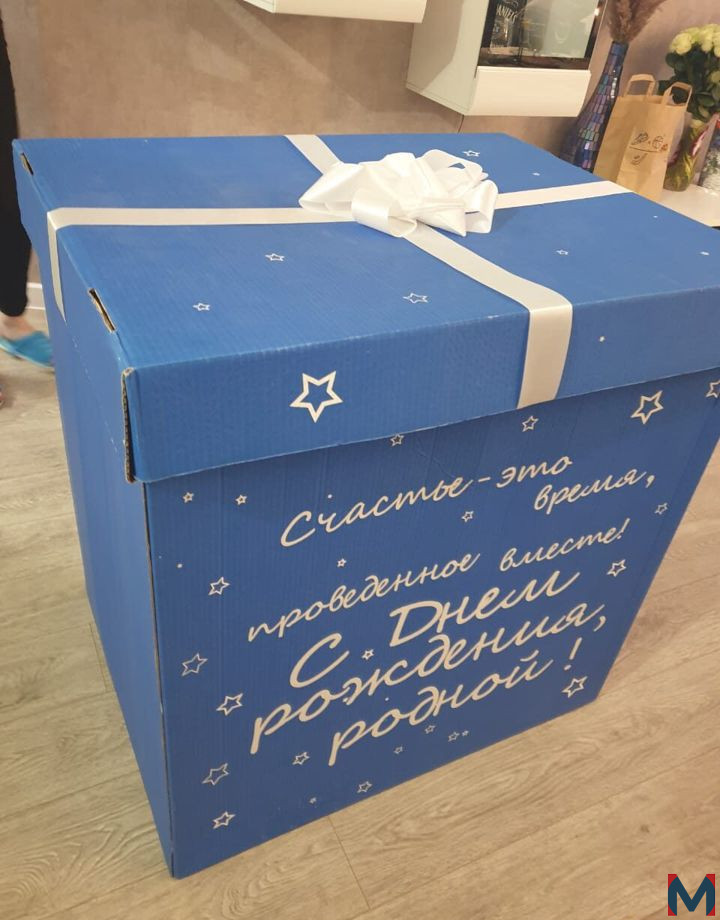 Счастье - это
время,
проведенное вместе!
С Днем
рождения,
родной!
M